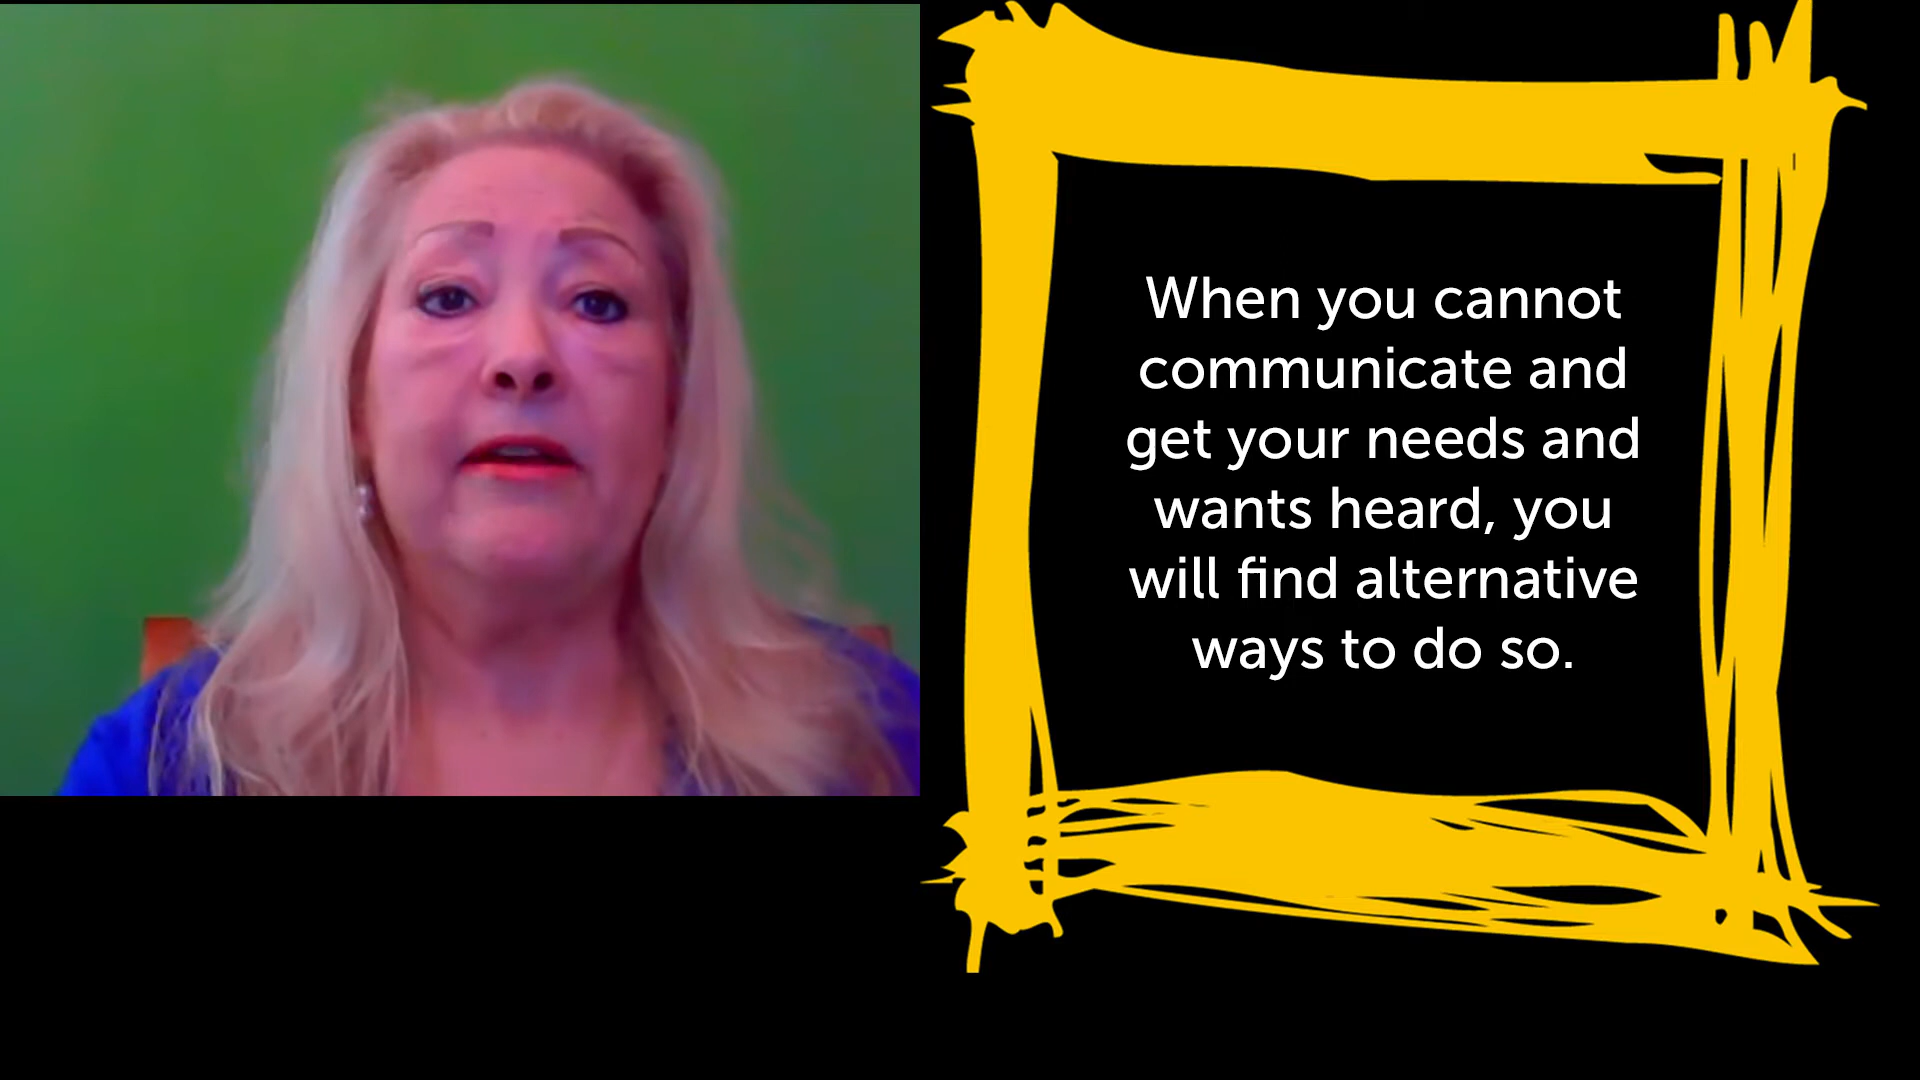 When you cannot
communicate and
get your needs and
wants heard, you
will find alternative
ways to do so.